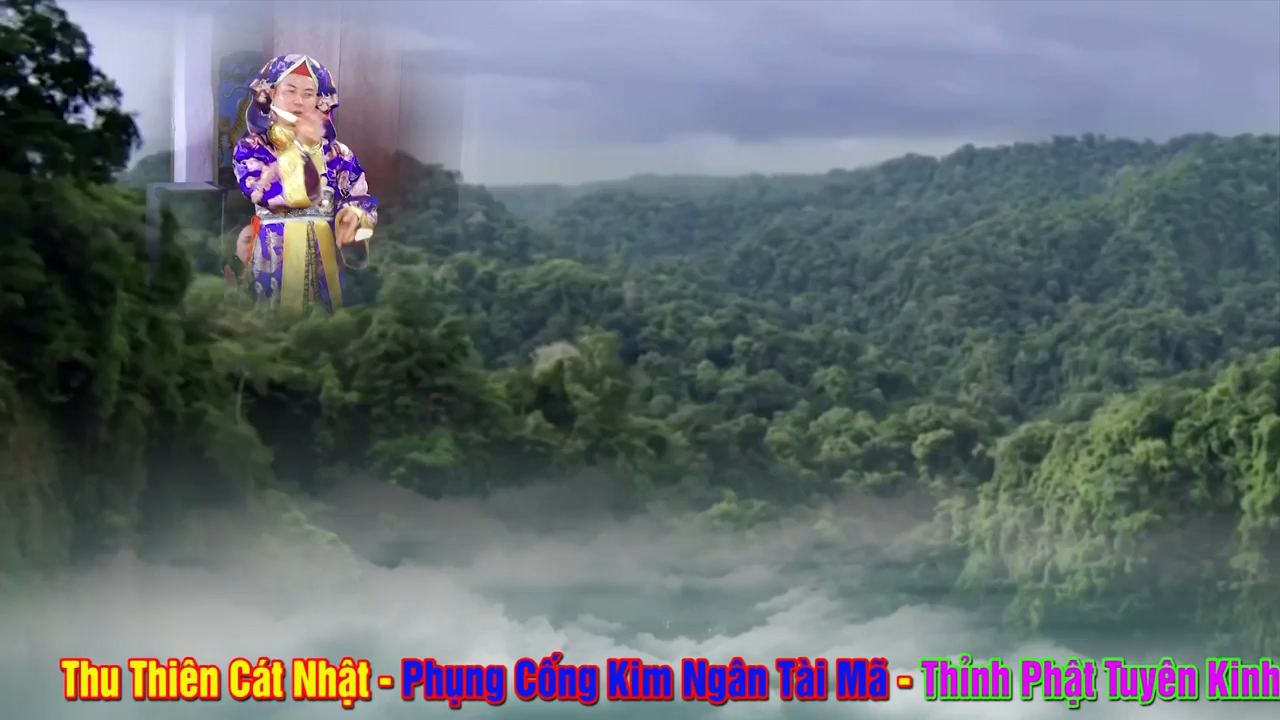 Thu Thiên Cát Nhật - Phụng Cống Kim Ngân Tài Mã - Thỉnh Phật Tuyên Kinh